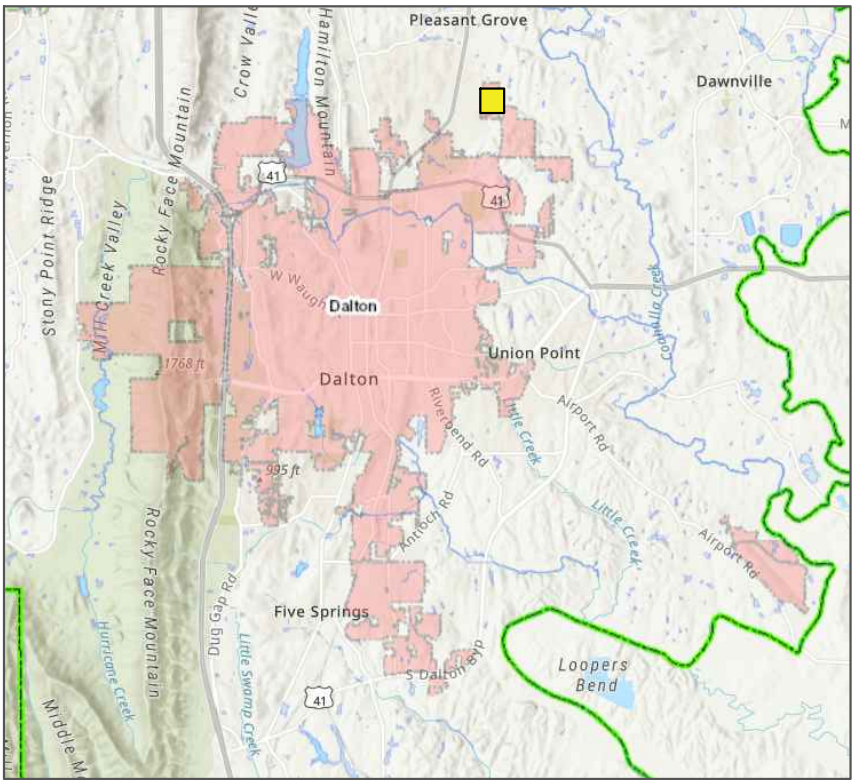 Pleasant Grove
Crow Valle
Hamilton Mountain
Dawnville
41
Rocky Face Mountain
Stony Point Ridge
Mill Creek Valley
41
W Waugh
Dalton
Coahulla Creek
Union Point
1768 ft
Dalton
Riverbend Rd
Airport Rd
Little Creek
995 ft
Antioch Rd
Little Creek
Airport Rd
Rocky Face Mountain
Dug Gap Rd
Five Springs
Hurricane Creek
Little Swamp Creek
S Dalton Byp
Loopers
Bend
41
Middle M